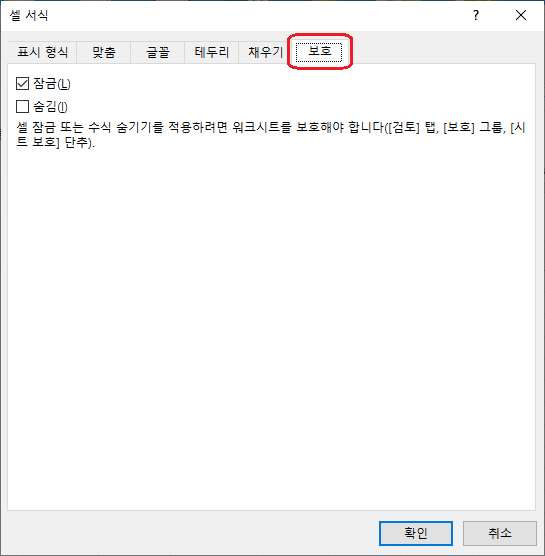 셀 서식
?
표시 형식 맞춤 글꼴 테두리 채우기 보호
잠금(L)
숨김(I)
셀 잠금 또는 수식 숨기기를 적용하려면 워크시트를 보호해야 합니다([검토] 탭, [보호] 그룹, [시
트 보호] 단추).
확인 취소